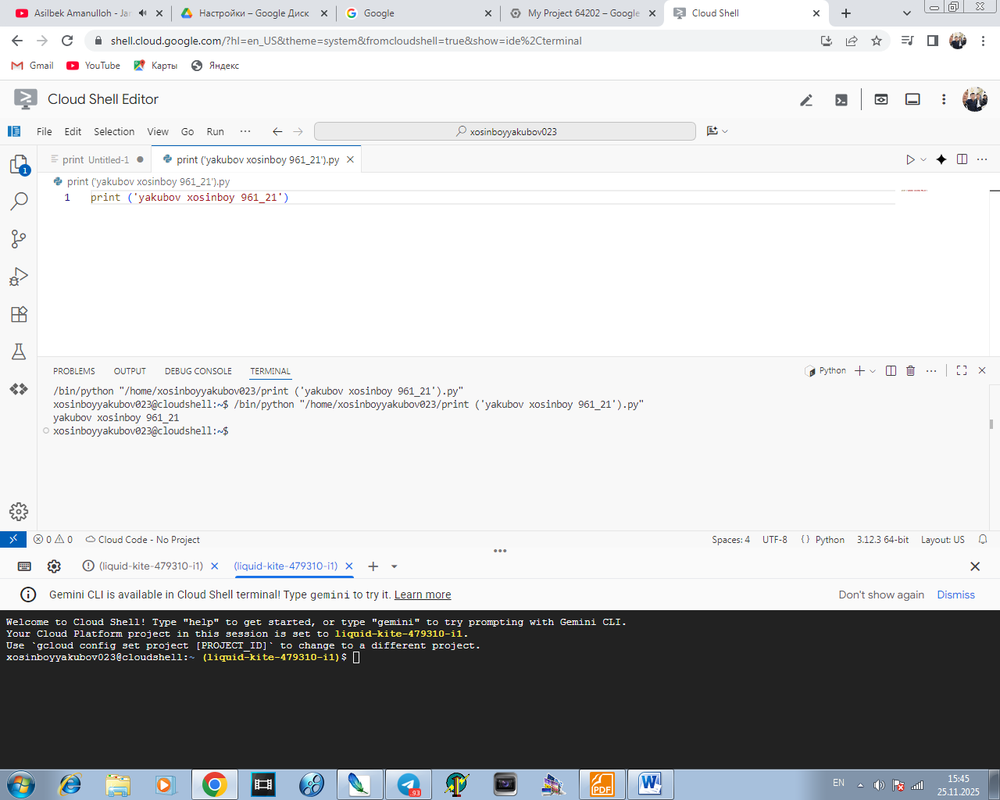 Asilbek Amanulloh - Jar
Настройки – Google Диск
Google
My Project 64202 – Google
Cloud Shell
shell.cloud.google.com/?hl=en_US&theme=system&fromcloudshell=true&show=ide%2Cterminal
Gmail
YouTube
Карты
Яндекс
Cloud Shell Editor
File Edit Selection View Go Run ···
xosinboyyakubov023
1
print Untitled-1
print ('yakubov xosinboy 961_21').py
print ('yakubov xosinboy 961_21').py
1 print ('yakubov xosinboy 961_21')
PROBLEMS OUTPUT DEBUG CONSOLE TERMINAL
Python
/bin/python "/home/xosinboyyakubov023/print ('yakubov xosinboy 961_21').py"
xosinboyyakubov023@cloudshell:~$ /bin/python "/home/xosinboyyakubov023/print ('yakubov xosinboy 961_21').py"
yakubov xosinboy 961_21
xosinboyyakubov023@cloudshell:~$
0 0 Cloud Code - No Project
Spaces: 4 UTF-8 { } Python 3.12.3 64-bit Layout: US
(liquid-kite-479310-i1)
(liquid-kite-479310-i1)
Gemini CLI is available in Cloud Shell terminal! Type gemini to try it. Learn more
Don't show again Dismiss
Welcome to Cloud Shell! Type "help" to get started, or type "gemini" to try prompting with Gemini CLI.
Your Cloud Platform project in this session is set to liquid-kite-479310-i1.
Use `gcloud config set project [PROJECT_ID]` to change to a different project.
xosinboyyakubov023@cloudshell:~ (liquid-kite-479310-i1)$
93
PDF
W
EN
15:45
25.11.2025